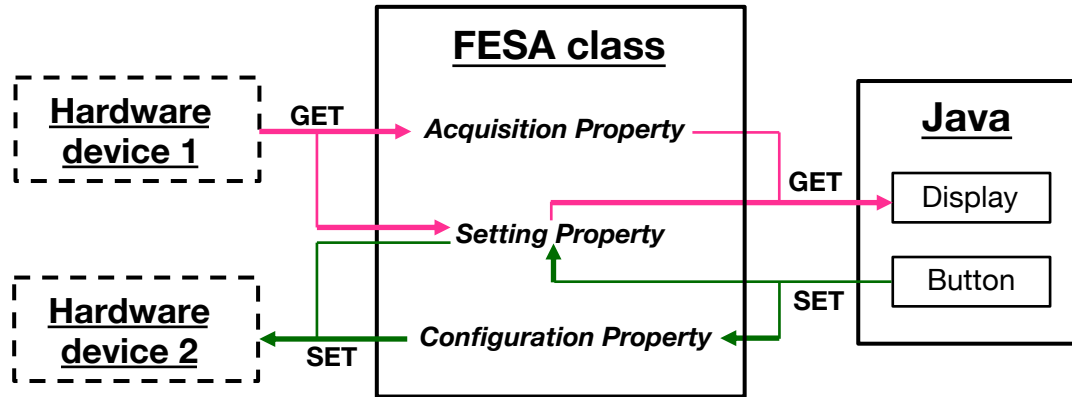 FESA class
Hardware
device 1
GET
Acquisition Property
Java
GET
Display
Setting Property
Button
SET
Hardware
device 2
SET
Configuration Property